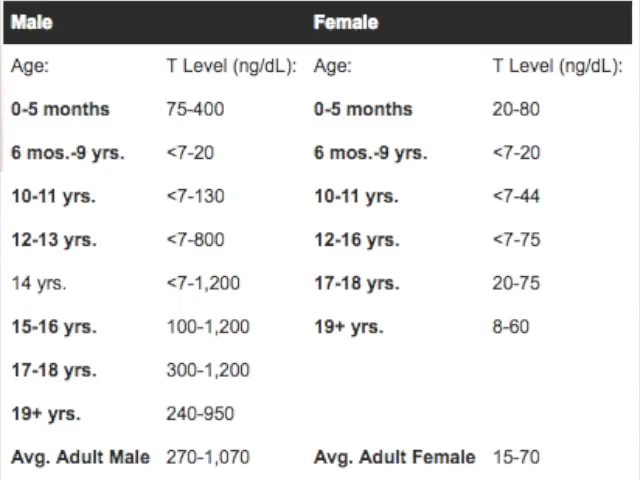 Male Female
Age: T Level (ng/dL): Age: T Level (ng/dL):
0-5 months 75-400 0-5 months 20-80
6 mos.-9 yrs. <7-20 6 mos.-9 yrs. <7-20
10-11 yrs. <7-130 10-11 yrs. <7-44
12-13 yrs. <7-800 12-16 yrs. <7-75
14 yrs. <7-1,200 17-18 yrs. 20-75
15-16 yrs. 100-1,200 19+ yrs. 8-60
17-18 yrs. 300-1,200
19+ yrs. 240-950
Avg. Adult Male 270-1,070 Avg. Adult Female 15-70